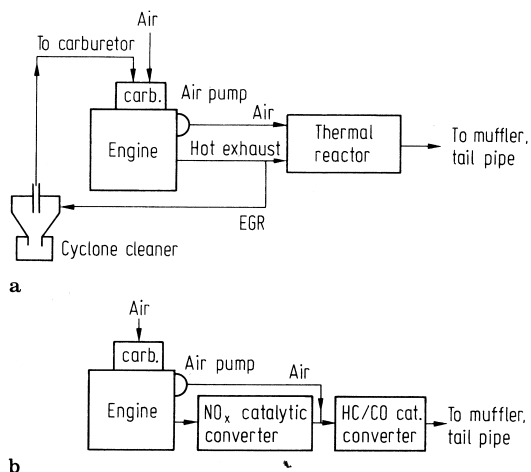 a
Air
To carburetor
carb.
Air pump
Air
Engine
Hot exhaust
Thermal
reactor
To muffler,
tail pipe
EGR
Cyclone cleaner
b
Air
carb.
Air pump
Air
Engine
NOx catalytic
converter
HC/CO cat.
converter
To muffler,
tail pipe